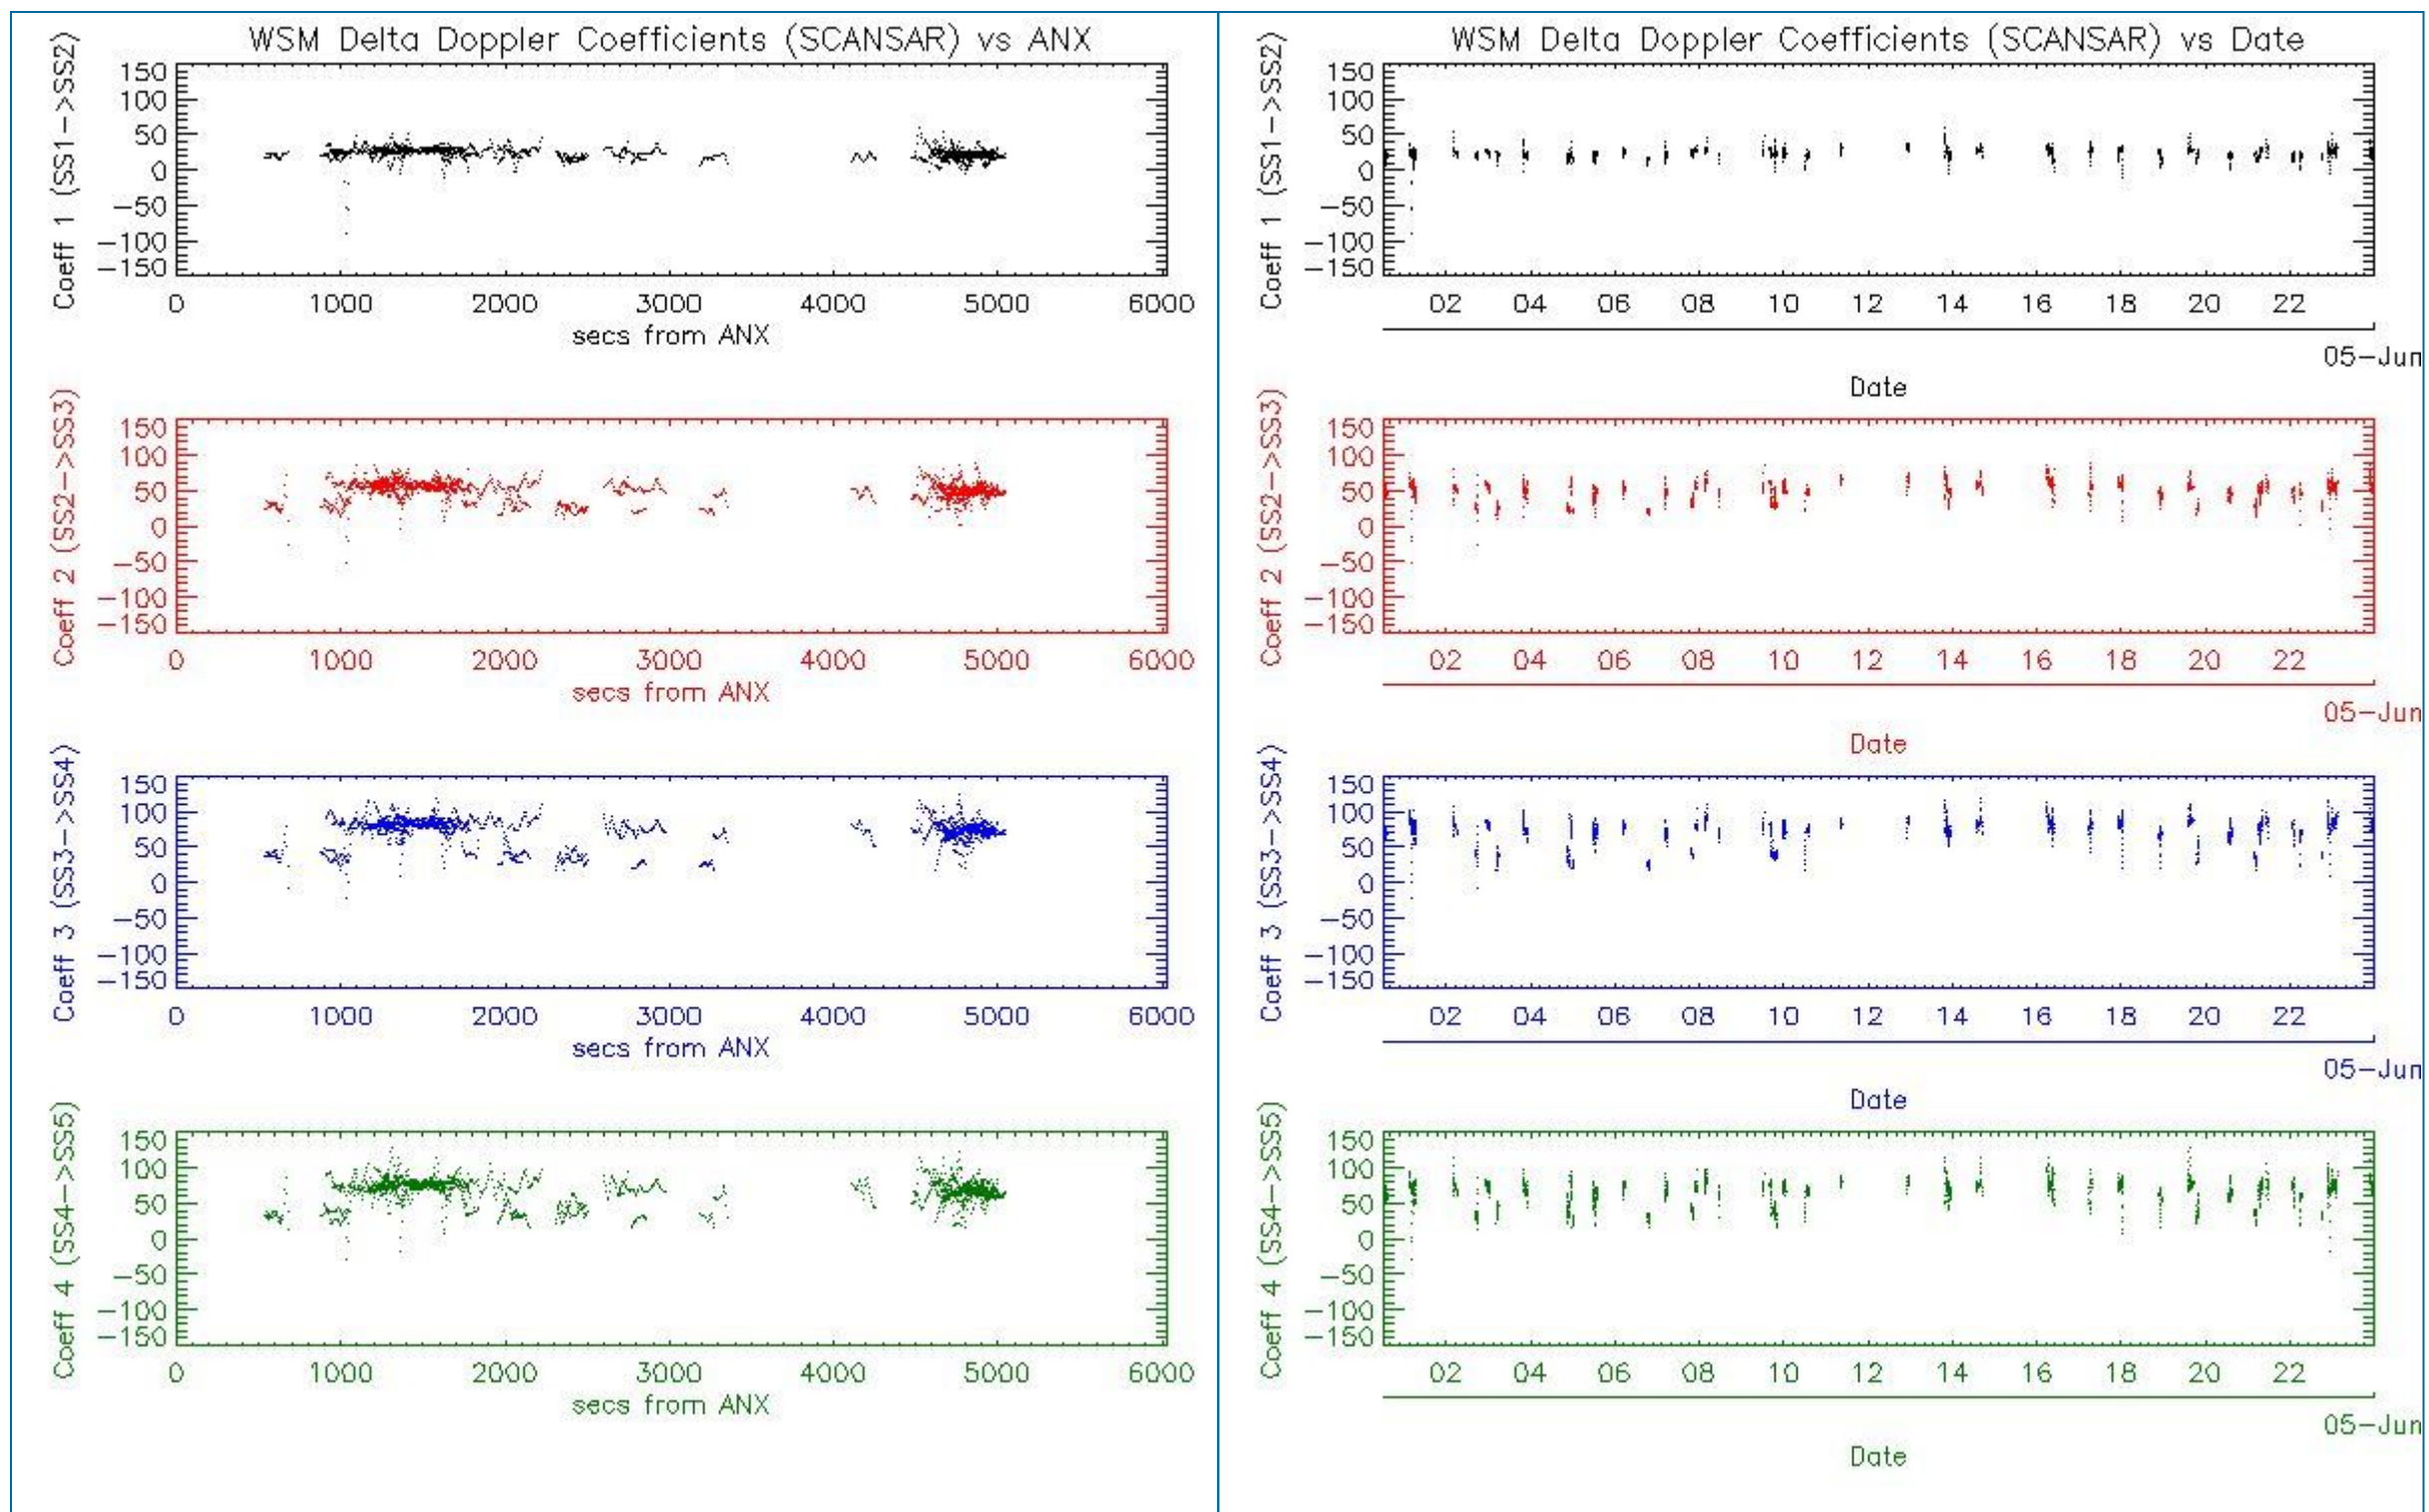 WSM Delta Doppler Coefficients (SCANSAR) vs ANX
Coeff 1 (SS1->SS2)
150
100
50
0
-50
-100
-150
0 1000 2000 3000 4000 5000 6000
secs from ANX
Coeff 2 (SS2->SS3)
150
100
50
0
-50
-100
-150
0 1000 2000 3000 4000 5000 6000
secs from ANX
Coeff 3 (SS3->SS4)
150
100
50
0
-50
-100
-150
0 1000 2000 3000 4000 5000 6000
secs from ANX
Coeff 4 (SS4->SS5)
150
100
50
0
-50
-100
-150
0 1000 2000 3000 4000 5000 6000
secs from ANX
WSM Delta Doppler Coefficients (SCANSAR) vs Date
Coeff 1 (SS1->SS2)
150
100
50
0
-50
-100
-150
02 04 06 08 10 12 14 16 18 20 22
05-Jun
Date
Coeff 2 (SS2->SS3)
150
100
50
0
-50
-100
-150
02 04 06 08 10 12 14 16 18 20 22
05-Jun
Date
Coeff 3 (SS3->SS4)
150
100
50
0
-50
-100
-150
02 04 06 08 10 12 14 16 18 20 22
05-Jun
Date
Coeff 4 (SS4->SS5)
150
100
50
0
-50
-100
-150
02 04 06 08 10 12 14 16 18 20 22
05-Jun
Date